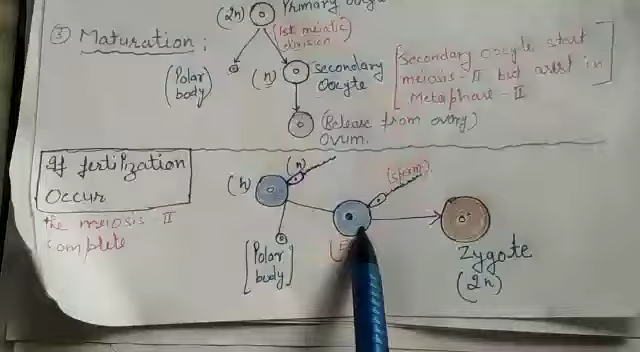 (2n) Primary
③ Maturation:
(1st meiotic
division)
(Polar
body)
(n)
secondary
oocyte
[Secondary oocyte start
meiosis-II but arrest in
Metaphase-II]
(Release from ovary)
Ovum.
If fertilization
Occur
the meiosis II
complete
(n)
(n)
(sperm)
[Polar
body]
Zygote
(2n)